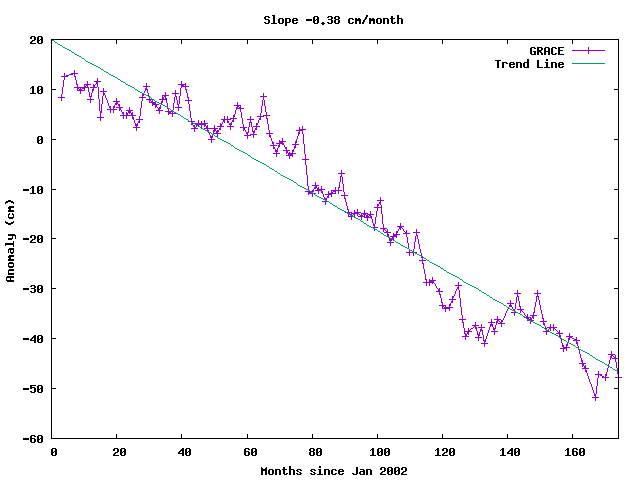 Slope -0.38 cm/month
GRACE
Trend Line
20
10
0
-10
-20
-30
-40
-50
-60
Anomaly (cm)
0 20 40 60 80 100 120 140 160
Months since Jan 2002